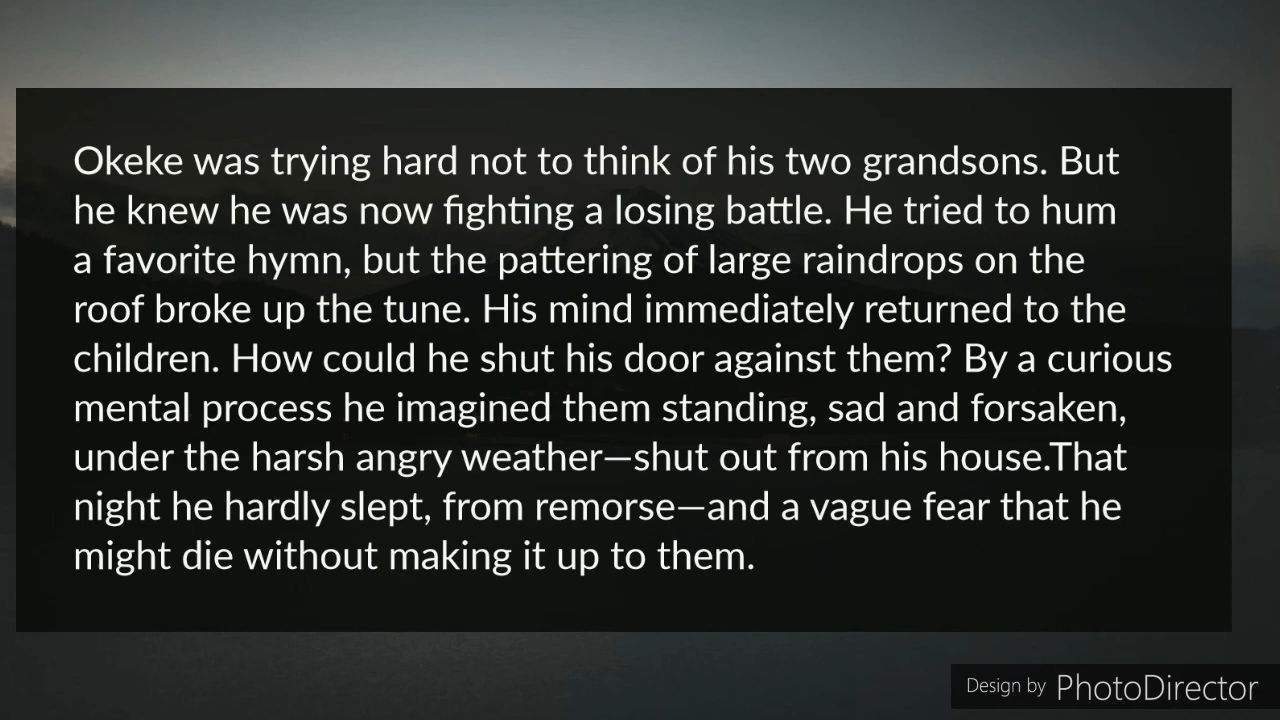 Okeke was trying hard not to think of his two grandsons. But
he knew he was now fighting a losing battle. He tried to hum
a favorite hymn, but the pattering of large raindrops on the
roof broke up the tune. His mind immediately returned to the
children. How could he shut his door against them? By a curious
mental process he imagined them standing, sad and forsaken,
under the harsh angry weather—shut out from his house.That
night he hardly slept, from remorse—and a vague fear that he
might die without making it up to them.
Design by PhotoDirector